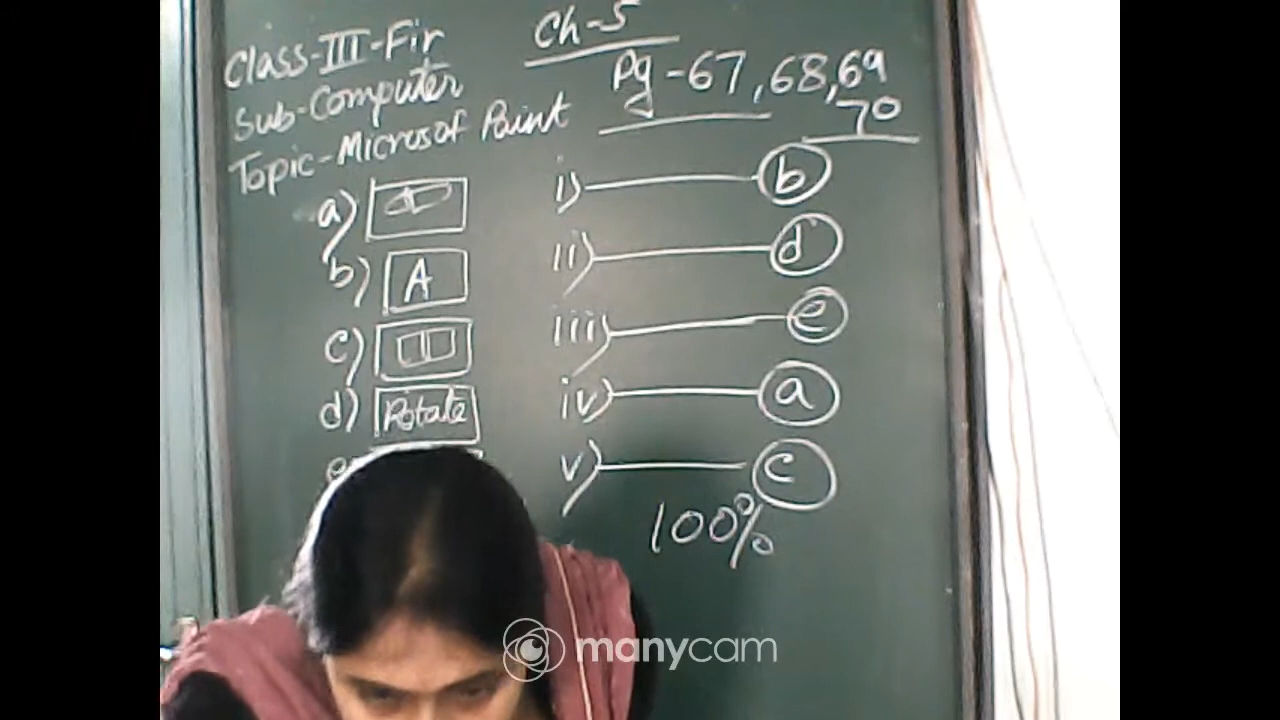 Class-III-Fir
Ch-5
Sub-Computer
Pg-67,68,69
70
Topic-Microsof Paint
a)
i) b
b) A
ii) d
c)
iii) e
d) Rotate
iv) a
e)
v) c
100%
manycam